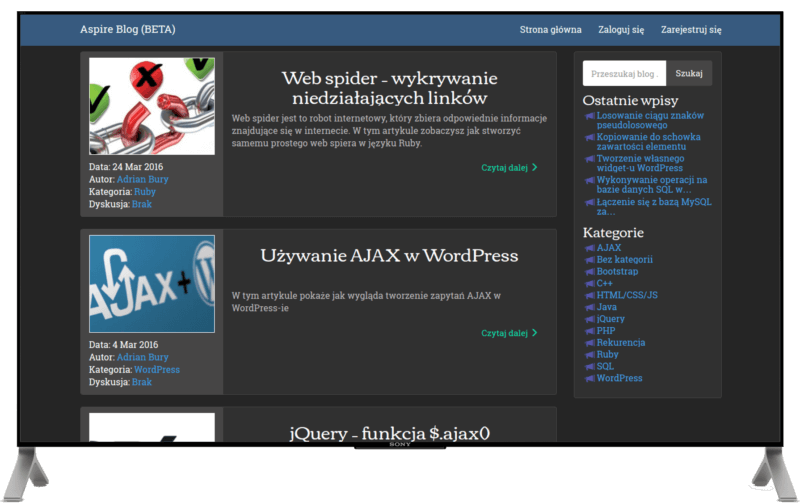 Aspire Blog (BETA)
Strona główna
Zaloguj się
Zarejestruj się
Web spider - wykrywanie
niedziałających linków
Web spider jest to robot internetowy, który zbiera odpowiednie informacje
znajdujące się w internecie. W tym artykule zobaczysz jak stworzyć
samemu prostego web spiera w języku Ruby.
Czytaj dalej
Data: 24 Mar 2016
Autor: Adrian Bury
Kategoria: Ruby
Dyskusja: Brak
AJAX+W
Używanie AJAX w WordPress
W tym artykule pokaże jak wygląda tworzenie zapytań AJAX w
WordPress-ie
Czytaj dalej
Data: 4 Mar 2016
Autor: Adrian Bury
Kategoria: WordPress
Dyskusja: Brak
jQuery - funkcja $.ajax()
Przeszukaj blog .
Szukaj
Ostatnie wpisy
Losowanie ciągu znaków
pseudolosowego
Kopiowanie do schowka
zawartości elementu
Tworzenie własnego
widget-u WordPress
Wykonywanie operacji na
bazie danych SQL w...
Łączenie się z bazą MySQL
za...
Kategorie
AJAX
Bez kategorii
Bootstrap
C++
HTML/CSS/JS
Java
jQuery
PHP
Rekurencja
Ruby
SQL
WordPress
SONY